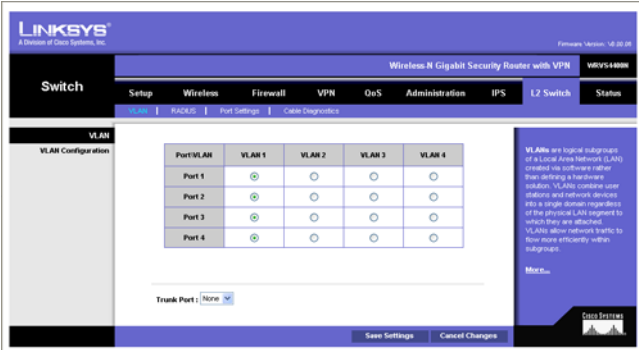 LINKSYS®
A Division of Cisco Systems, Inc.
Firmware Version: V0.00.09
Wireless-N Gigabit Security Router with VPN WRVS4400N
Switch
Setup Wireless Firewall VPN QoS Administration IPS L2 Switch Status
VLAN | RADIUS | Port Settings | Cable Diagnostics
VLAN
VLAN Configuration
Port\VLAN VLAN 1 VLAN 2 VLAN 3 VLAN 4
Port 1
Port 2
Port 3
Port 4
Trunk Port : None
VLANs are logical subgroups
of a Local Area Network (LAN)
created via software rather
than defining a hardware
solution. VLANs combine user
stations and network devices
into a single domain regardless
of the physical LAN segment to
which they are attached.
VLANs allow network traffic to
flow more efficiently within
subgroups.
More...
Save Settings Cancel Changes
CISCO SYSTEMS